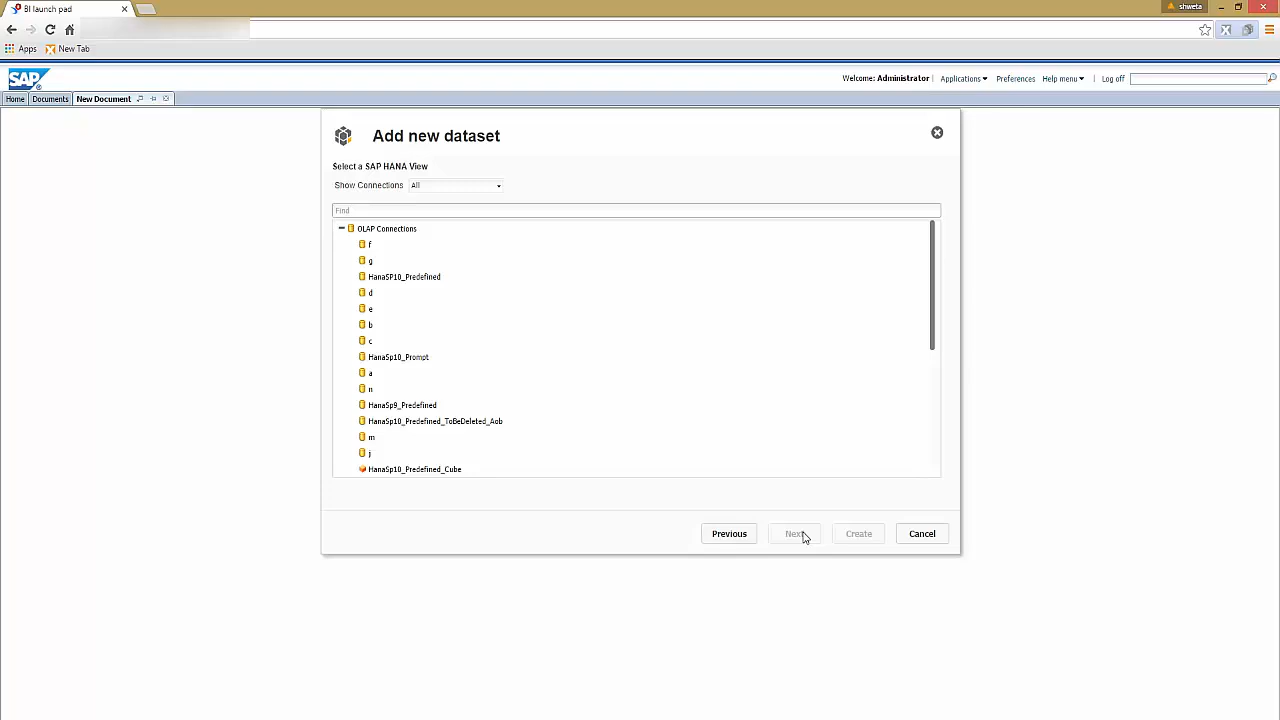 BI launch pad
shweta
Apps New Tab
SAP
Welcome: Administrator Applications Preferences Help menu Log off
Home Documents New Document
Add new dataset
Select a SAP HANA View
Show Connections All
Find
OLAP Connections
f
g
HanaSP10_Predefined
d
e
b
c
HanaSp10_Prompt
a
n
HanaSp9_Predefined
HanaSp10_Predefined_ToBeDeleted_Aob
m
j
HanaSp10_Predefined_Cube
Previous Next Create Cancel